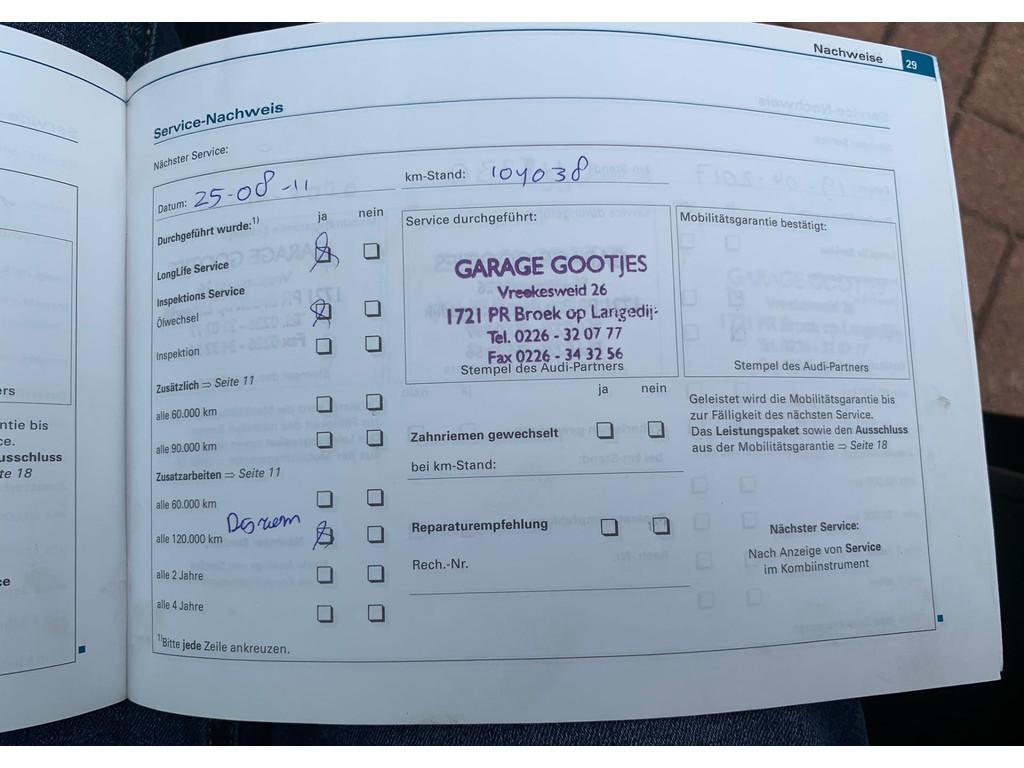 Nachweise 29
Service-Nachweis
Nächster Service:
Datum: 25-08-11
km-Stand: 104038
Durchgeführt wurde:1)
ja nein
LongLife Service
Inspektions Service
Ölwechsel
Inspektion
Zusätzlich ⇒ Seite 11
alle 60.000 km
alle 90.000 km
Zusatzarbeiten ⇒ Seite 11
alle 60.000 km
alle 120.000 km
alle 2 Jahre
alle 4 Jahre
1)Bitte jede Zeile ankreuzen.
Service durchgeführt:
GARAGE GOOTJES
Vreekesweid 26
1721 PR Broek op Langedij
Tel. 0226 - 32 07 77
Fax 0226 - 34 32 56
Stempel des Audi-Partners
ja nein
Zahnriemen gewechselt
bei km-Stand:
Reparaturempfehlung
Rech.-Nr.
Mobilitätsgarantie bestätigt:
Stempel des Audi-Partners
Geleistet wird die Mobilitätsgarantie bis
zur Fälligkeit des nächsten Service.
Das Leistungspaket sowie den Ausschluss
aus der Mobilitätsgarantie ⇒ Seite 18
Nächster Service:
Nach Anzeige von Service
im Kombiinstrument